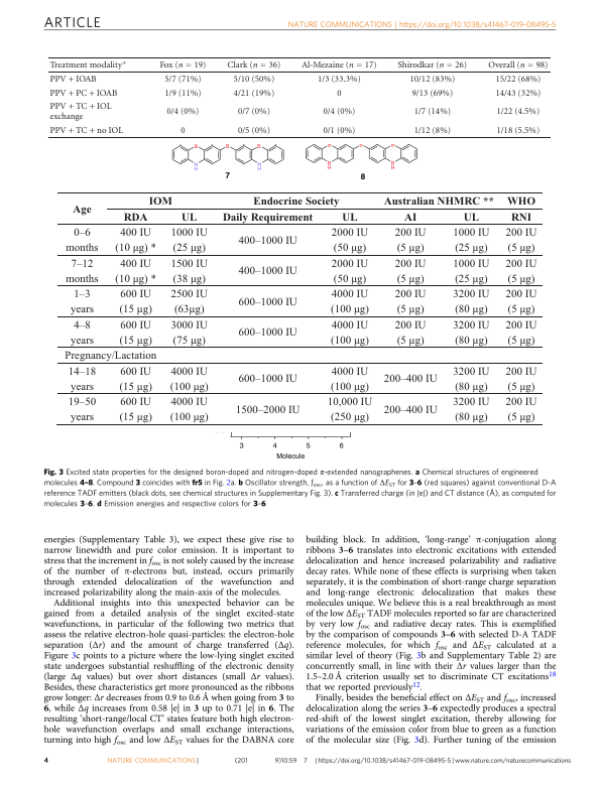 ARTICLE
NATURE COMMUNICATIONS | https://doi.org/10.1038/s41467-019-08495-5
Treatment modality* Fox (n = 19) Clark (n = 36) Al-Mezaine (n = 17) Shirodkar (n = 26) Overall (n = 98)
PPV + IOAB 5/7 (71%) 5/10 (50%) 1/3 (33.3%) 10/12 (83%) 15/22 (68%)
PPV + PC + IOAB 1/9 (11%) 4/21 (19%) 0 9/13 (69%) 14/43 (32%)
PPV + TC + IOL exchange 0/4 (0%) 0/7 (0%) 0/4 (0%) 1/7 (14%) 1/22 (4.5%)
PPV + TC + no IOL 0 0/5 (0%) 0/1 (0%) 1/12 (8%) 1/18 (5.5%)
7 8
Age IOM Endocrine Society Australian NHMRC ** WHO
RDA UL Daily Requirement UL AI UL RNI
0–6 months 400 IU (10 µg) * 1000 IU (25 µg) 400–1000 IU 2000 IU (50 µg) 200 IU (5 µg) 1000 IU (25 µg) 200 IU (5 µg)
7–12 months 400 IU (10 µg) * 1500 IU (38 µg) 400–1000 IU 2000 IU (50 µg) 200 IU (5 µg) 1000 IU (25 µg) 200 IU (5 µg)
1–3 years 600 IU (15 µg) 2500 IU (63µg) 600–1000 IU 4000 IU (100 µg) 200 IU (5 µg) 3200 IU (80 µg) 200 IU (5 µg)
4–8 years 600 IU (15 µg) 3000 IU (75 µg) 600–1000 IU 4000 IU (100 µg) 200 IU (5 µg) 3200 IU (80 µg) 200 IU (5 µg)
Pregnancy/Lactation
14–18 years 600 IU (15 µg) 4000 IU (100 µg) 600–1000 IU 4000 IU (100 µg) 200–400 IU 3200 IU (80 µg) 200 IU (5 µg)
19–50 years 600 IU (15 µg) 4000 IU (100 µg) 1500–2000 IU 10,000 IU (250 µg) 200–400 IU 3200 IU (80 µg) 200 IU (5 µg)
3 4 5 6
Molecule
Fig. 3 Excited state properties for the designed boron-doped and nitrogen-doped π-extended nanographenes. a Chemical structures of engineered
molecules 4–8. Compound 3 coincides with fr5 in Fig. 2a. b Oscillator strength, fosc, as a function of ΔEST for 3–6 (red squares) against conventional D-A
reference TADF emitters (black dots, see chemical structures in Supplementary Fig. 3). c Transferred charge (in |e|) and CT distance (Å), as computed for
molecules 3–6. d Emission energies and respective colors for 3–6
energies (Supplementary Table 3), we expect these give rise to
narrow linewidth and pure color emission. It is important to
stress that the increment in fosc is not solely caused by the increase
of the number of π-electrons but, instead, occurs primarily
through extended delocalization of the wavefunction and
increased polarizability along the main-axis of the molecules.
Additional insights into this unexpected behavior can be
gained from a detailed analysis of the singlet excited-state
wavefunctions, in particular of the following two metrics that
assess the relative electron-hole quasi-particles: the electron-hole
separation (Δr) and the amount of charge transferred (Δq).
Figure 3c points to a picture where the low-lying singlet excited
state undergoes substantial reshuffling of the electronic density
(large Δq values) but over short distances (small Δr values).
Besides, these characteristics get more pronounced as the ribbons
grow longer: Δr decreases from 0.9 to 0.6 Å when going from 3 to
6, while Δq increases from 0.58 |e| in 3 up to 0.71 |e| in 6. The
resulting 'short-range/local CT' states feature both high electron-
hole wavefunction overlaps and small exchange interactions,
turning into high fosc and low ΔEST values for the DABNA core
building block. In addition, 'long-range' π-conjugation along
ribbons 3–6 translates into electronic excitations with extended
delocalization and hence increased polarizability and radiative
decay rates. While none of these effects is surprising when taken
separately, it is the combination of short-range charge separation
and long-range electronic delocalization that makes these
molecules unique. We believe this is a real breakthrough as most
of the low ΔEST TADF molecules reported so far are characterized
by very low fosc and radiative decay rates. This is exemplified
by the comparison of compounds 3–6 with selected D-A TADF
reference molecules, for which fosc and ΔEST calculated at a
similar level of theory (Fig. 3b and Supplementary Table 2) are
concurrently small, in line with their Δr values larger than the
1.5–2.0 Å criterion usually set to discriminate CT excitations18
that we reported previously12.
Finally, besides the beneficial effect on ΔEST and fosc, increased
delocalization along the series 3–6 expectedly produces a spectral
red-shift of the lowest singlet excitation, thereby allowing for
variations of the emission color from blue to green as a function
of the molecular size (Fig. 3d). Further tuning of the emission
4 NATURE COMMUNICATIONS | (201 9)10:59 7 | https://doi.org/10.1038/s41467-019-08495-5 | www.nature.com/naturecommunications